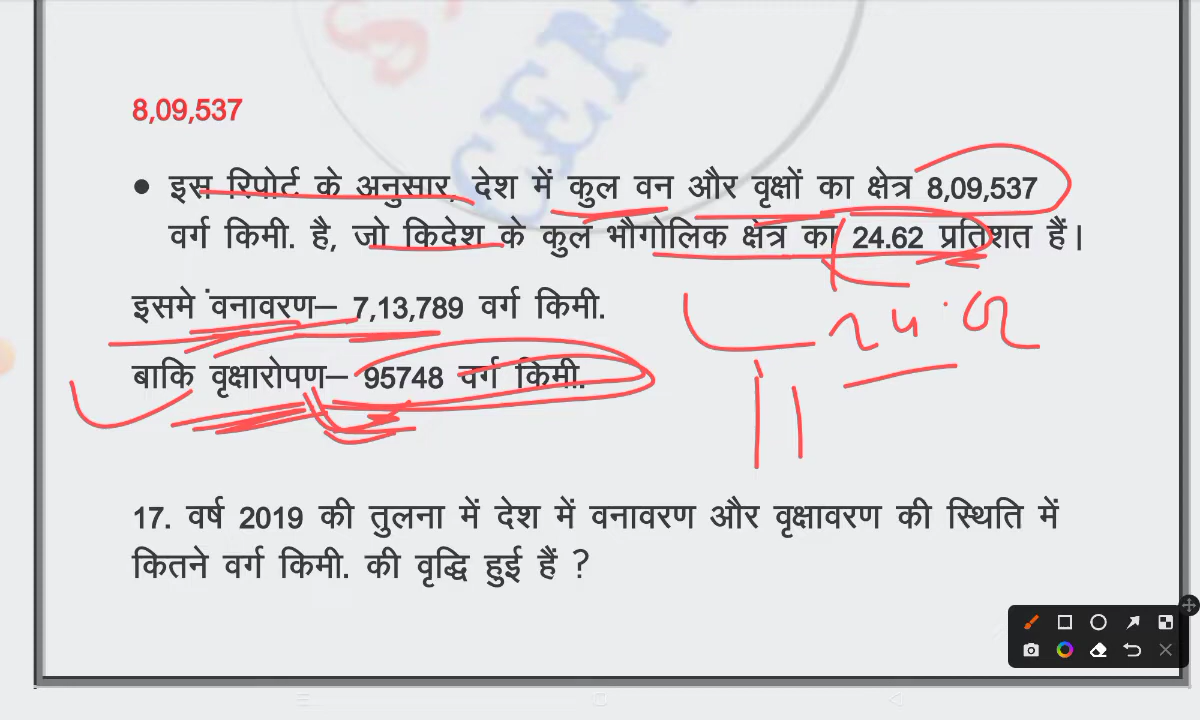 8,09,537
● इस रिपोर्ट के अनुसार, देश में कुल वन और वृक्षों का क्षेत्र 8,09,537
वर्ग किमी. है, जो किदेश के कुल भौगोलिक क्षेत्र का 24.62 प्रतिशत हैं।
इसमे वनावरण– 7,13,789 वर्ग किमी.
बाकि वृक्षारोपण– 95748 वर्ग किमी.
17. वर्ष 2019 की तुलना में देश में वनावरण और वृक्षावरण की स्थिति में
कितने वर्ग किमी. की वृद्धि हुई हैं ?